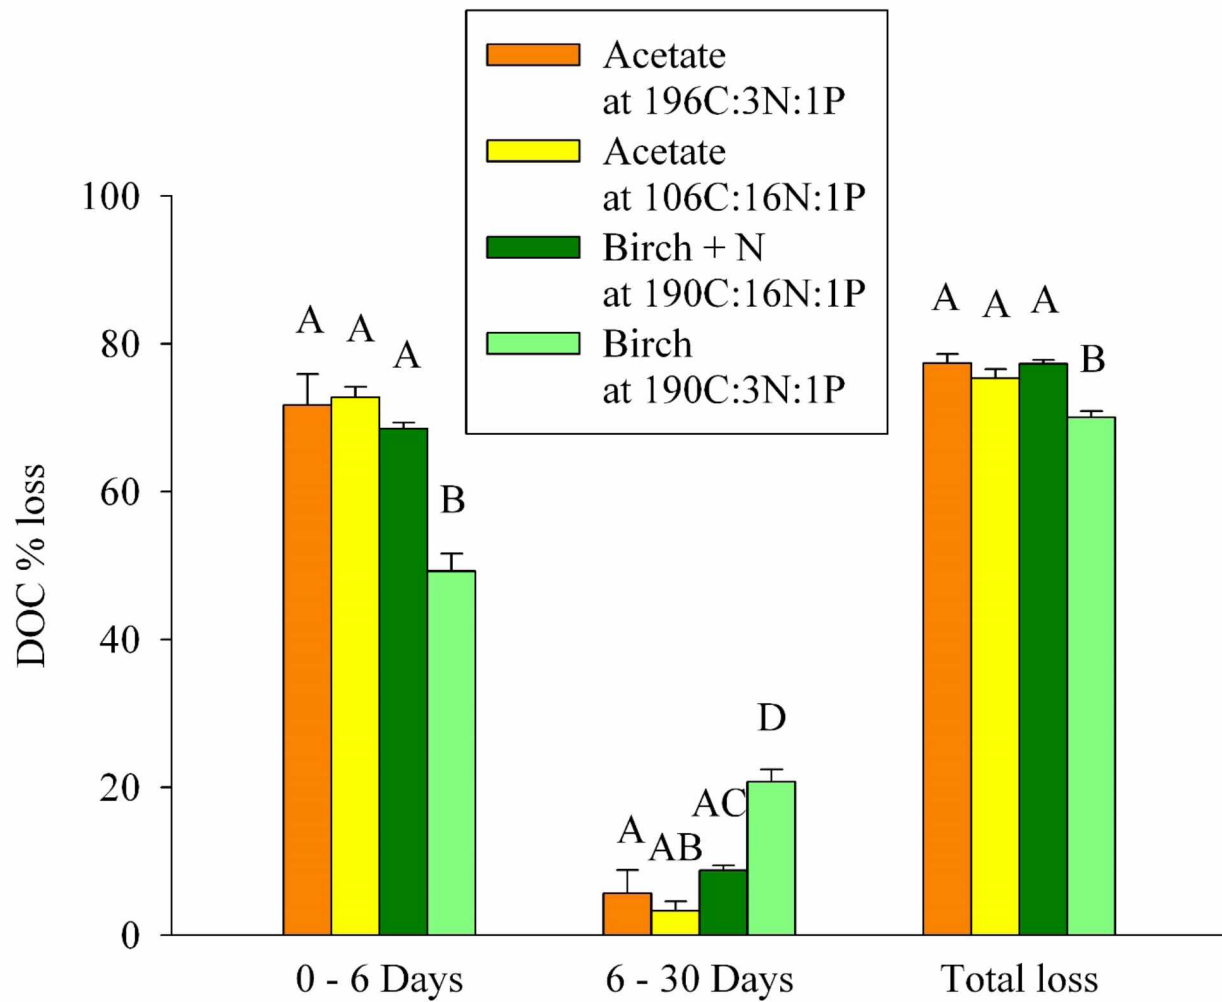 Acetate
at 196C:3N:1P
Acetate
at 106C:16N:1P
Birch + N
at 190C:16N:1P
Birch
at 190C:3N:1P
DOC % loss
100
80
60
40
20
0
A A A B
A AB AC D
A A A B
0 - 6 Days 6 - 30 Days Total loss